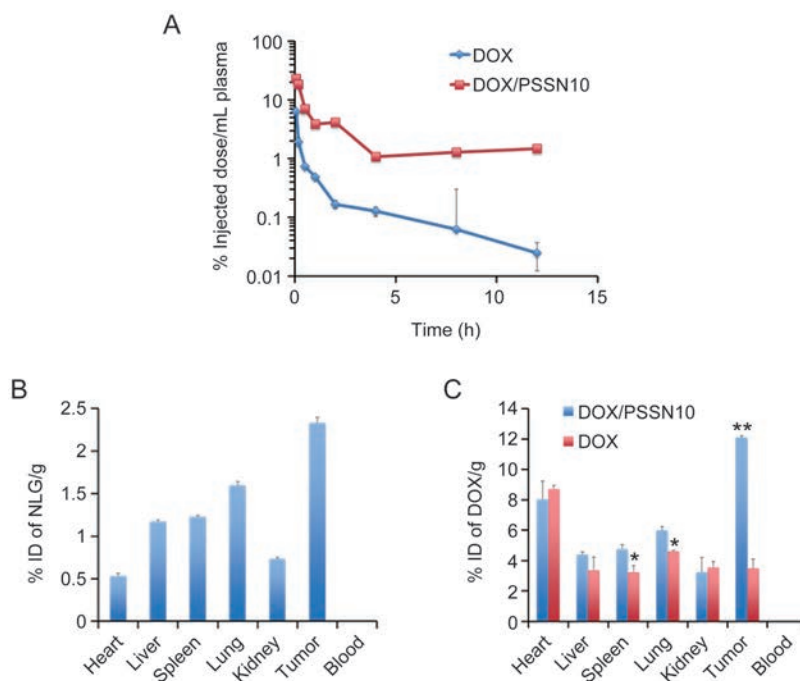 A
% Injected dose/mL plasma
100
10
1
0.1
0.01
0
5
10
15
Time (h)
DOX
DOX/PSSN10
B
% ID of NLG/g
2.5
2
1.5
1
0.5
0
Heart
Liver
Spleen
Lung
Kidney
Tumor
Blood
C
% ID of DOX/g
14
12
10
8
6
4
2
0
DOX/PSSN10
DOX
*
*
**
Heart
Liver
Spleen
Lung
Kidney
Tumor
Blood